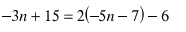 −3n + 15 = 2(−5n − 7) − 6